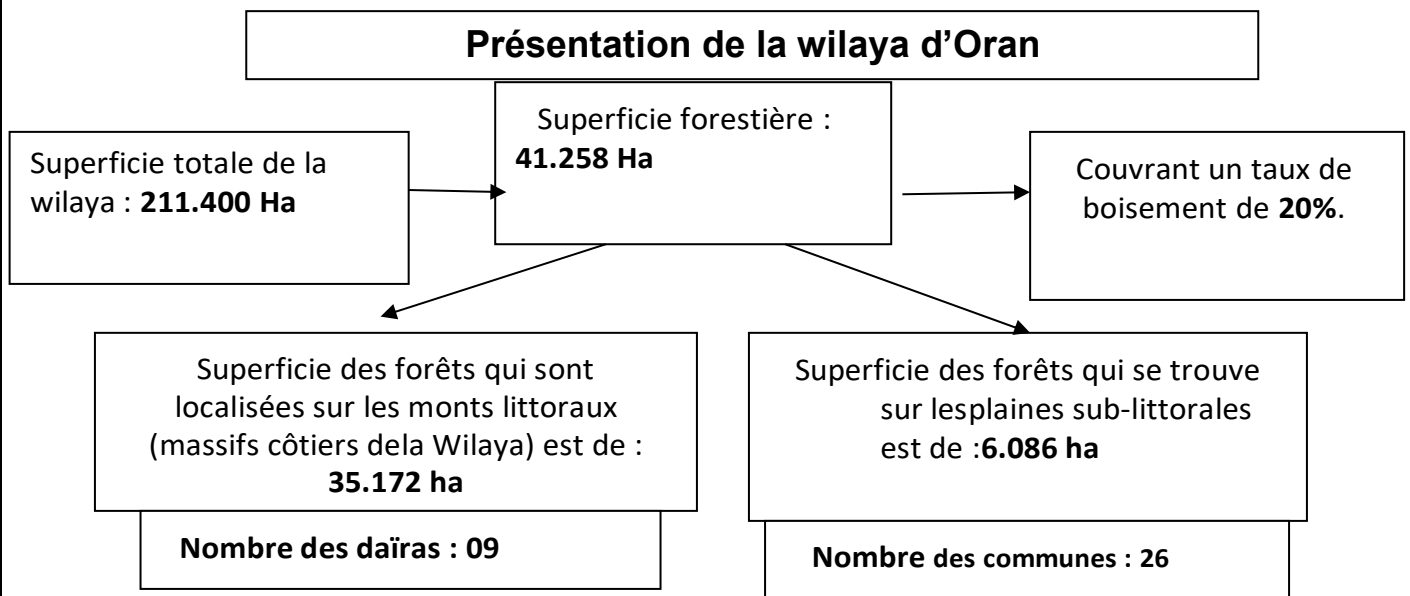 Présentation de la wilaya d’Oran
Superficie totale de la
wilaya : 211.400 Ha
Superficie forestière :
41.258 Ha
Couvrant un taux de
boisement de 20%.
Superficie des forêts qui sont
localisées sur les monts littoraux
(massifs côtiers dela Wilaya) est de :
35.172 ha
Nombre des daïras : 09
Superficie des forêts qui se trouve
sur lesplaines sub-littorales
est de :6.086 ha
Nombre des communes : 26